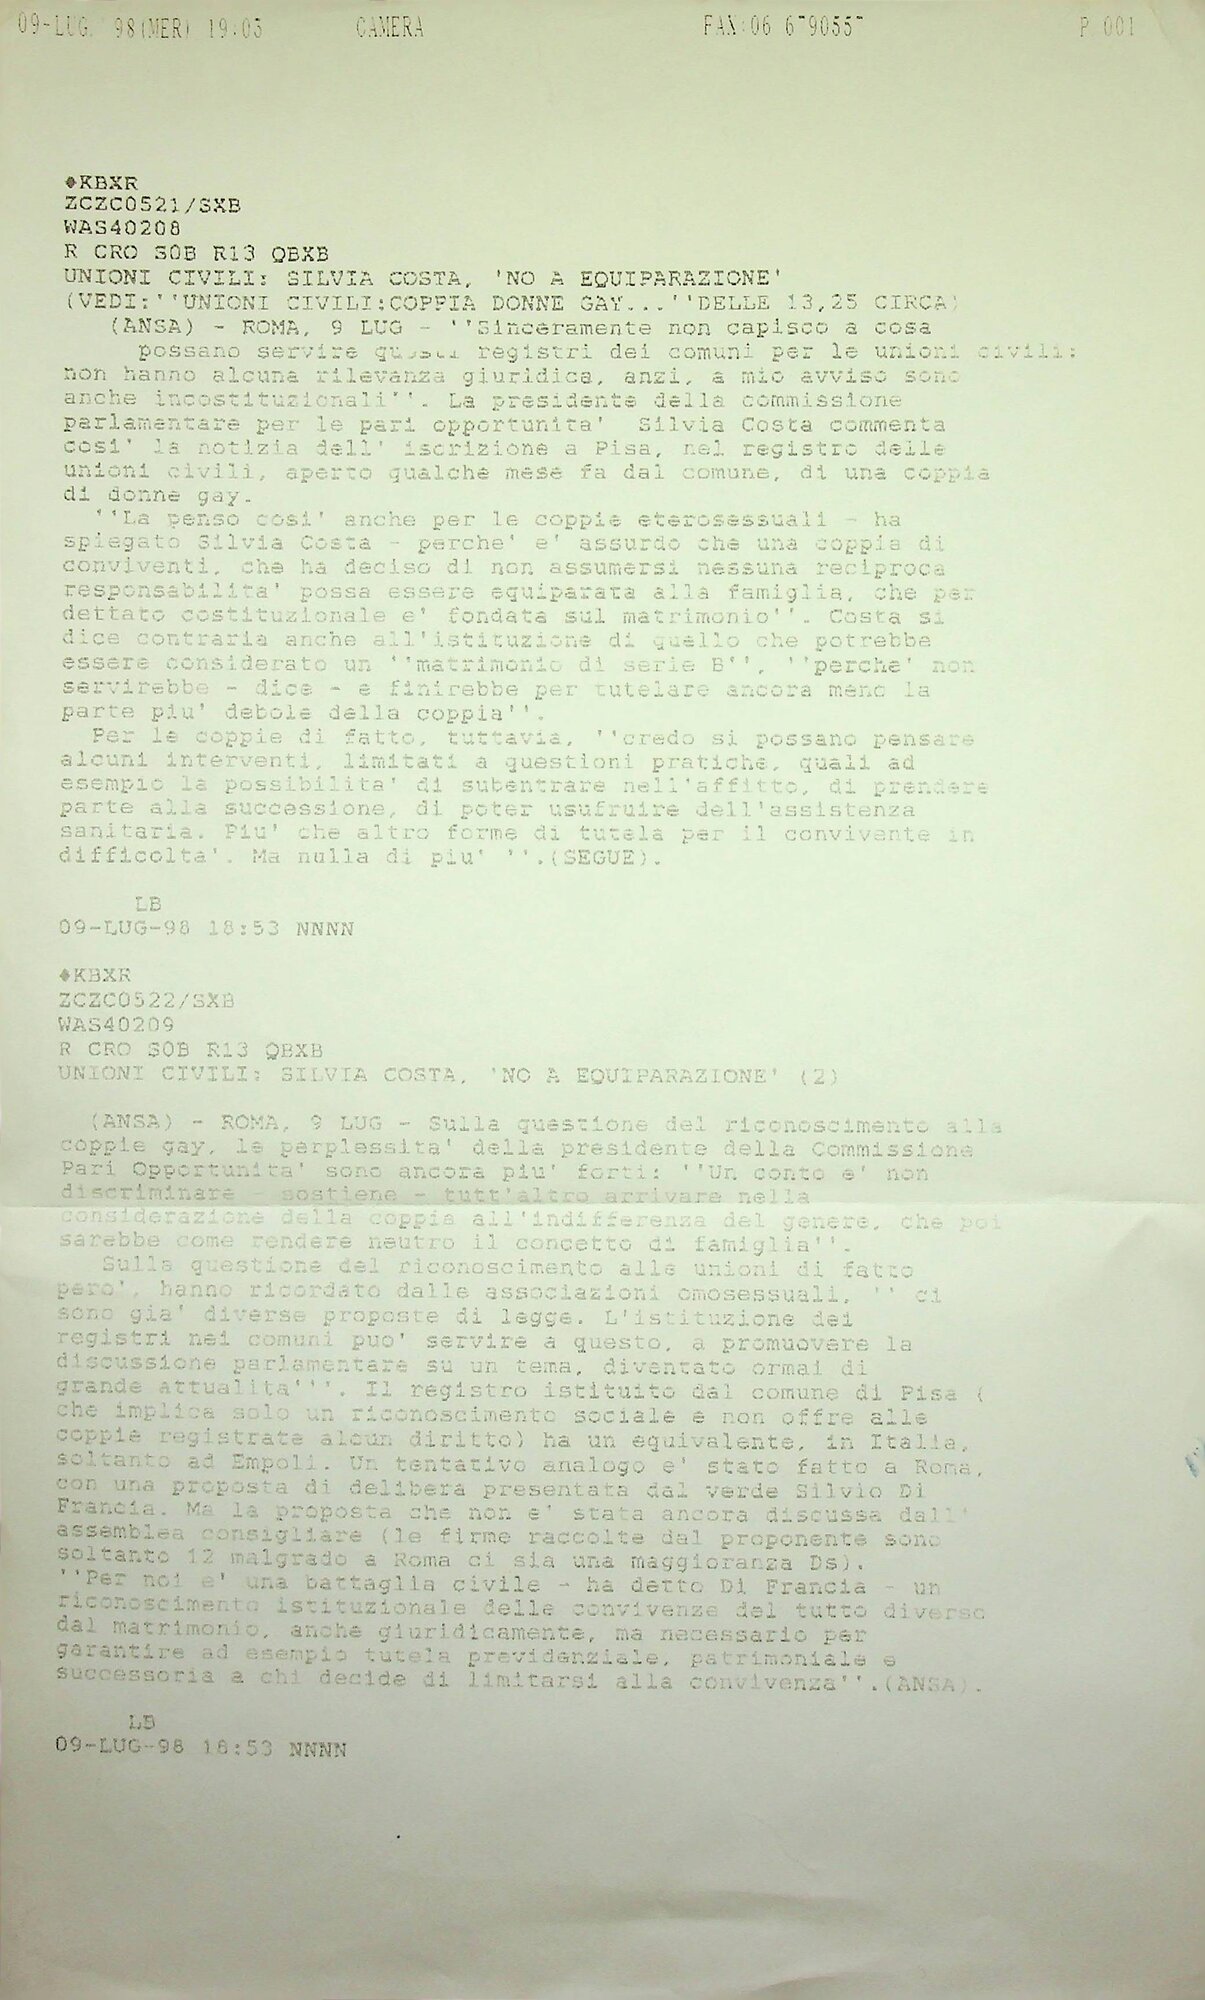 09-LUG. 98(MER) 19:03 CAMERA FAX:06 P. 001
*KBXR
ZCZC0521/SXB
WAS40208
R CRO S0B R13 QBXB
UNIONI CIVILI: SILVIA COSTA, 'NO A EQUIPARAZIONE'
(VEDI:''UNIONI CIVILI:COPPIA DONNE GAY...''DELLE 13,25 CIRCA)
(ANSA) - ROMA, 9 LUG - ''Sinceramente non capisco a cosa
possano servire questi registri dei comuni per le unioni civili:
non hanno alcuna rilevanza giuridica, anzi, a mio avviso sono
anche incostituzionali''. La presidente della commissione
parlamentare per le pari opportunita' Silvia Costa commenta
cosi' la notizia dell' iscrizione a Pisa, nel registro delle
unioni civili, aperto qualche mese fa dal comune, di una coppia
di donne gay.
''La penso cosi' anche per le coppie eterosessuali - ha
spiegato Silvia Costa - perche' e' assurdo che una coppia di
conviventi, che ha deciso di non assumersi nessuna reciproca
responsabilita' possa essere equiparata alla famiglia, che per
dettato costituzionale e' fondata sul matrimonio''. Costa si
dice contraria anche all'istituzione di quello che potrebbe
essere considerato un ''matrimonio di serie B'', ''perche' non
servirebbe - dice - e finirebbe per tutelare ancora meno la
parte piu' debole della coppia''.
Per le coppie di fatto, tuttavia, ''credo si possano pensare
alcuni interventi, limitati a questioni pratiche, quali ad
esempio la possibilita' di subentrare nell'affitto, di prendere
parte alla successione, di poter usufruire dell'assistenza
sanitaria. Piu' che altro forme di tutela per il convivente in
difficolta'. Ma nulla di piu' ''.(SEGUE).
LB
09-LUG-98 18:53 NNNN
*KBXR
ZCZC0522/SXB
WAS40209
R CRO S0B R13 QBXB
UNIONI CIVILI: SILVIA COSTA, 'NO A EQUIPARAZIONE' (2)
(ANSA) - ROMA, 9 LUG - Sulla questione del riconoscimento alla
coppie gay, le perplessita' della presidente della Commissione
Pari Opportunita' sono ancora piu' forti: ''Un conto e' non
discriminare - sostiene - tutt'altro arrivare nella
considerazione della coppia all'indifferenza del genere, che poi
sarebbe come rendere neutro il concetto di famiglia''.
Sulla questione del riconoscimento alle unioni di fatto
pero', hanno ricordato dalle associazioni omosessuali, '' ci
sono gia' diverse proposte di legge. L'istituzione dei
registri nei comuni puo' servire a questo, a promuovere la
discussione parlamentare su un tema, diventato ormai di
grande attualita'''. Il registro istituito dal comune di Pisa (
che implica solo un riconoscimento sociale e non offre alle
coppie registrate alcun diritto) ha un equivalente, in Italia,
soltanto ad Empoli. Un tentativo analogo e' stato fatto a Roma,
con una proposta di delibera presentata dal verde Silvio Di
Francia. Ma la proposta che non e' stata ancora discussa dall'
assemblea consigliare (le firme raccolte dal proponente sono
soltanto 12 malgrado a Roma ci sia una maggioranza Ds).
''Per noi e' una battaglia civile - ha detto Di Francia - un
riconoscimento istituzionale delle convivenze del tutto diverso
dal matrimonio, anche giuridicamente, ma necessario per
garantire ad esempio tutela previdenziale, patrimoniale e
successoria a chi decide di limitarsi alla convivenza''.(ANSA).
LB
09-LUG-98 18:53 NNNN